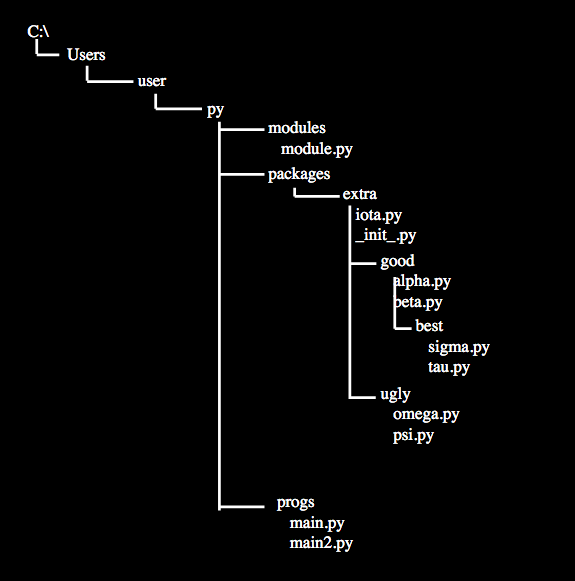 C:\
Users
user
py
modules
module.py
packages
extra
iota.py
_init_.py
good
alpha.py
beta.py
best
sigma.py
tau.py
ugly
omega.py
psi.py
progs
main.py
main2.py